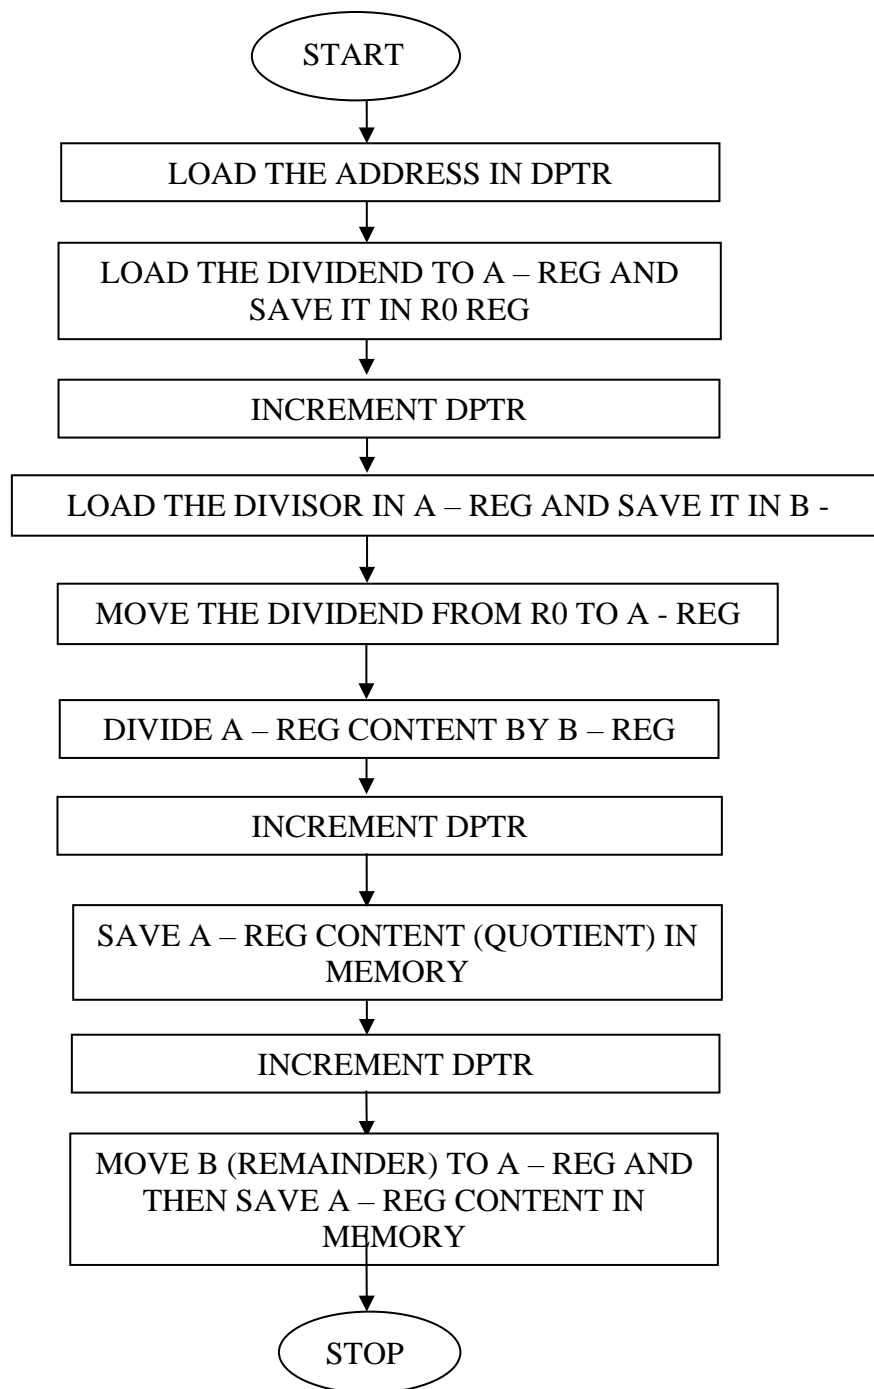 START
LOAD THE ADDRESS IN DPTR
LOAD THE DIVIDEND TO A – REG AND
SAVE IT IN R0 REG
INCREMENT DPTR
LOAD THE DIVISOR IN A – REG AND SAVE IT IN B -
MOVE THE DIVIDEND FROM R0 TO A - REG
DIVIDE A – REG CONTENT BY B – REG
INCREMENT DPTR
SAVE A – REG CONTENT (QUOTIENT) IN
MEMORY
INCREMENT DPTR
MOVE B (REMAINDER) TO A – REG AND
THEN SAVE A – REG CONTENT IN
MEMORY
STOP